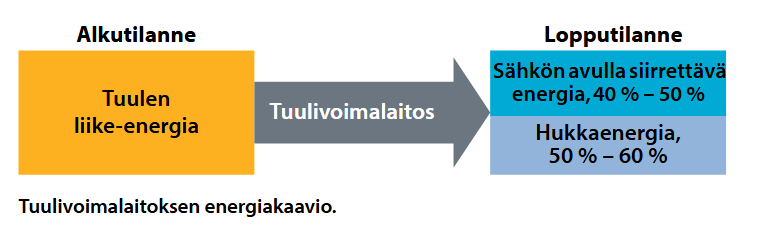 Alkutilanne
Lopputilanne
Tuulen
liike-energia
Tuulivoimalaitos
Sähkön avulla siirrettävä
energia, 40 % – 50 %
Hukkaenergia,
50 % – 60 %
Tuulivoimalaitoksen energiakaavio.